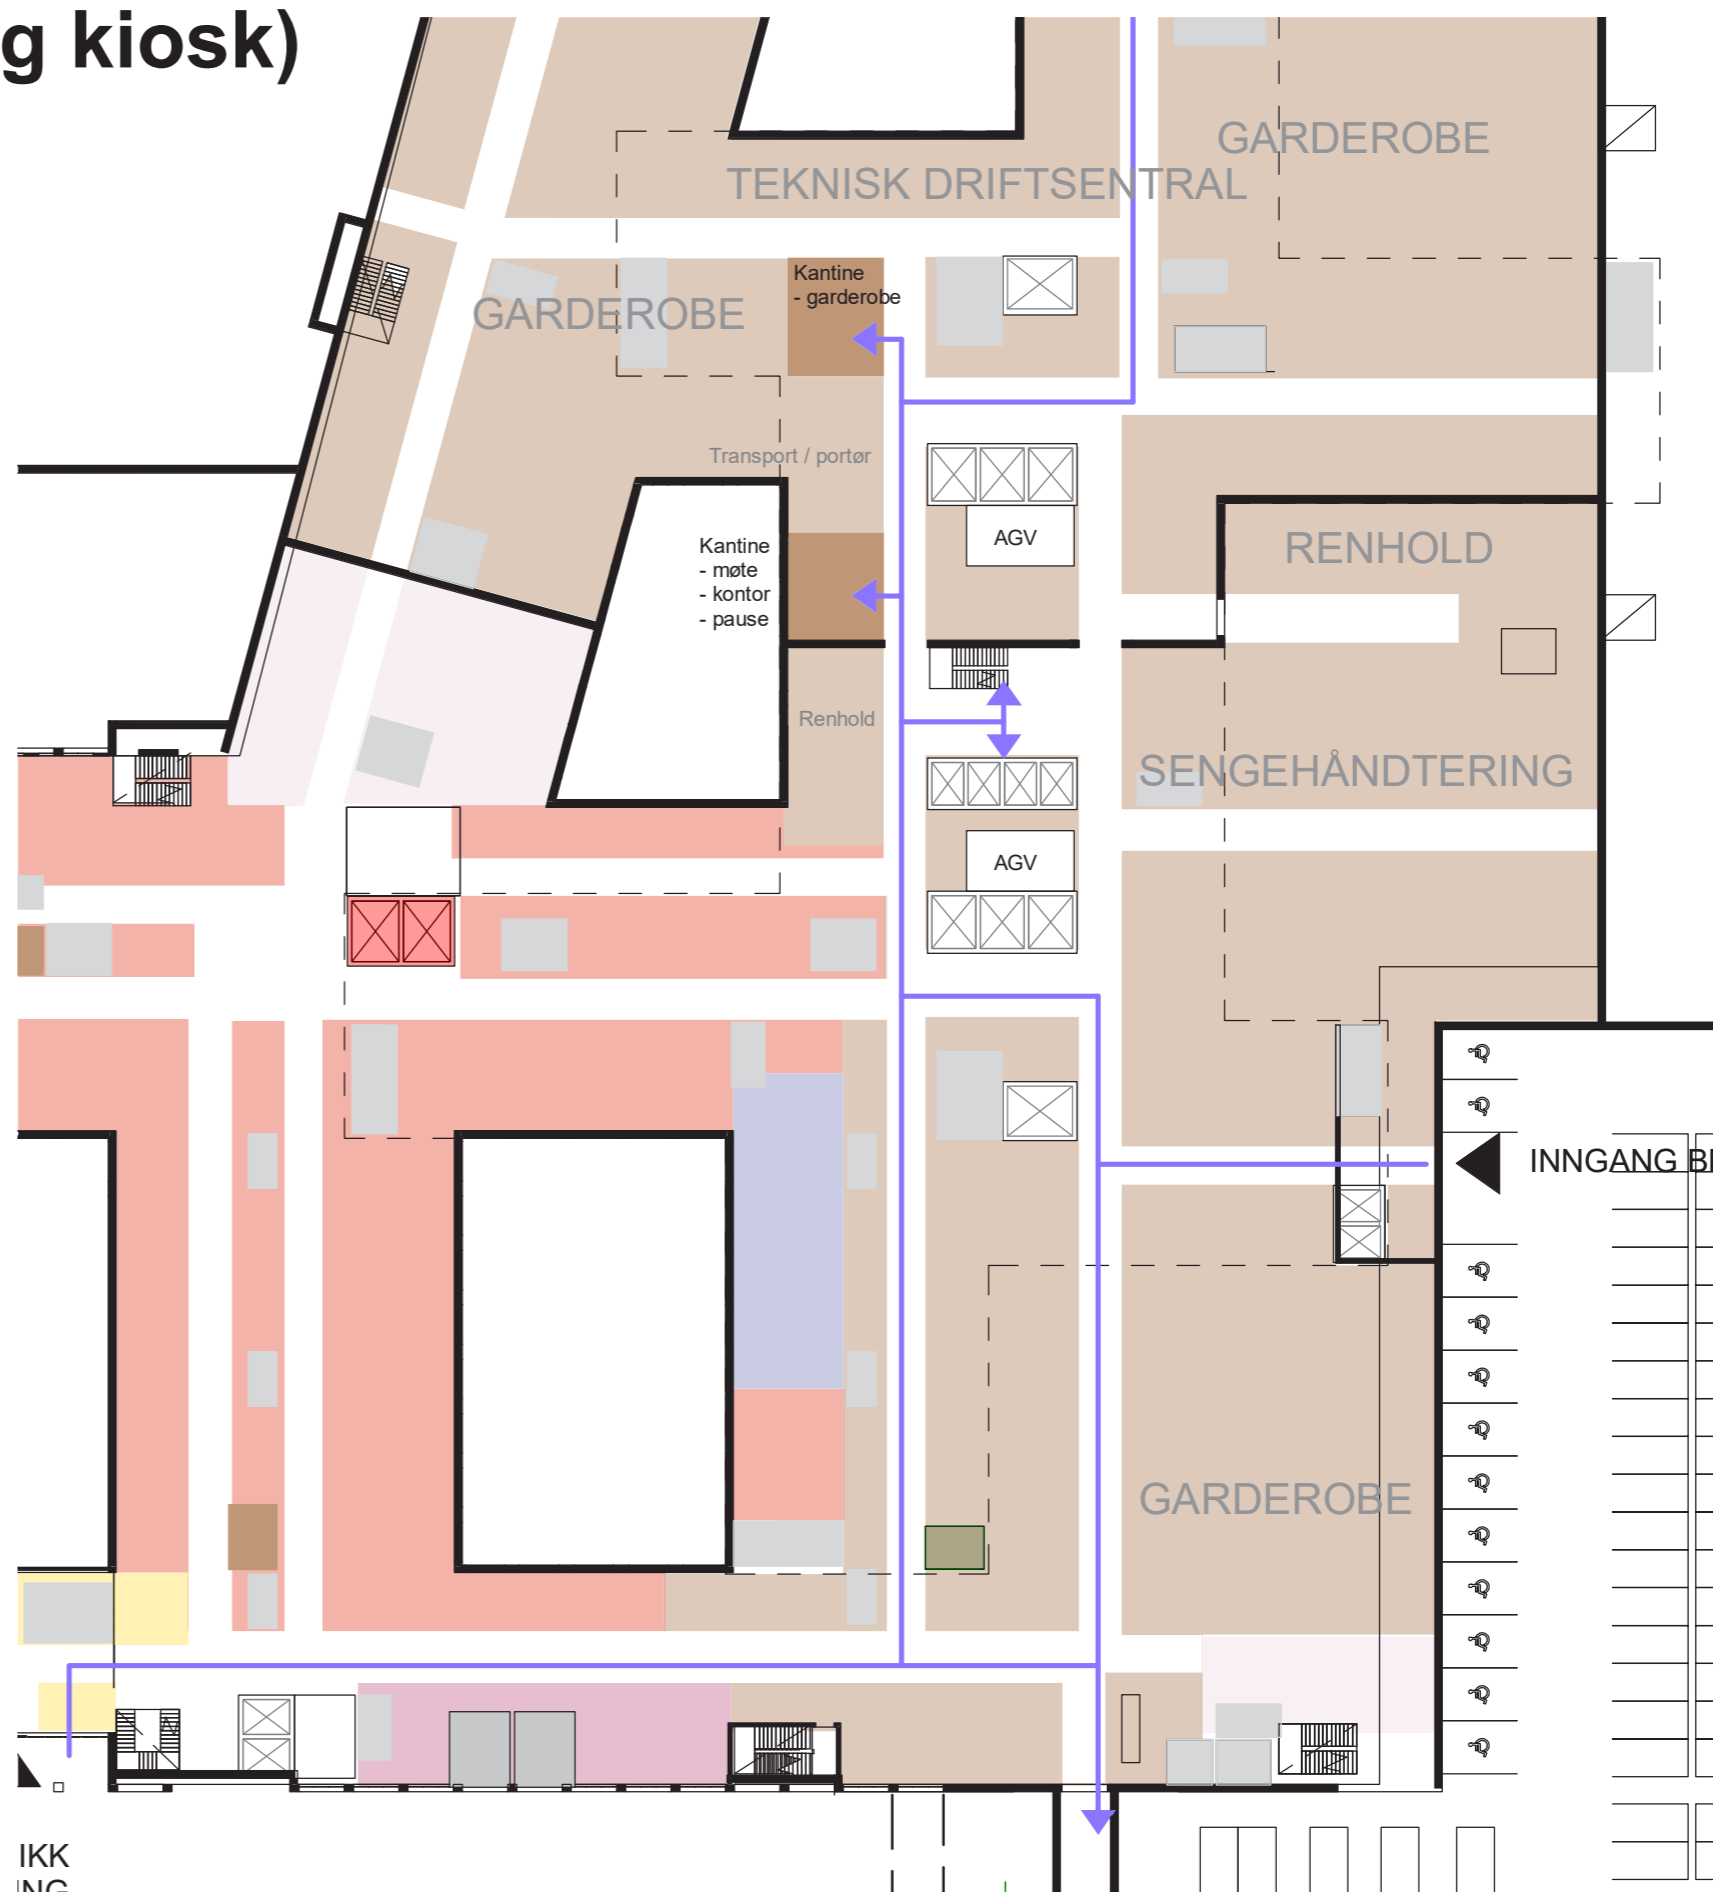 g kiosk)
GARDEROBE
TEKNISK DRIFTSENTRAL
Kantine
- garderobe
GARDEROBE
Transport / portør
AGV
RENHOLD
Kantine
- møte
- kontor
- pause
Renhold
SENGEHÅNDTERING
AGV
INNGANG
GARDEROBE
IKK